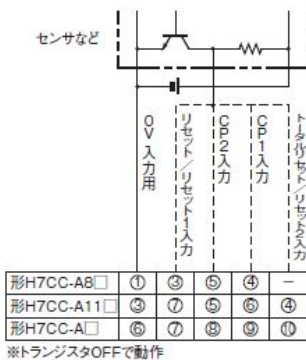 センサなど
0V入力用
リセット/リセット1入力
CP2入力
CP1入力
トータルリセット/リセット2入力
形H7CC-A8□ ① ③ ⑤ ④ −
形H7CC-A11□ ③ ⑦ ⑤ ⑥ ④
形H7CC-A□ ⑥ ⑦ ⑧ ⑨ ⑩
※トランジスタOFFで動作